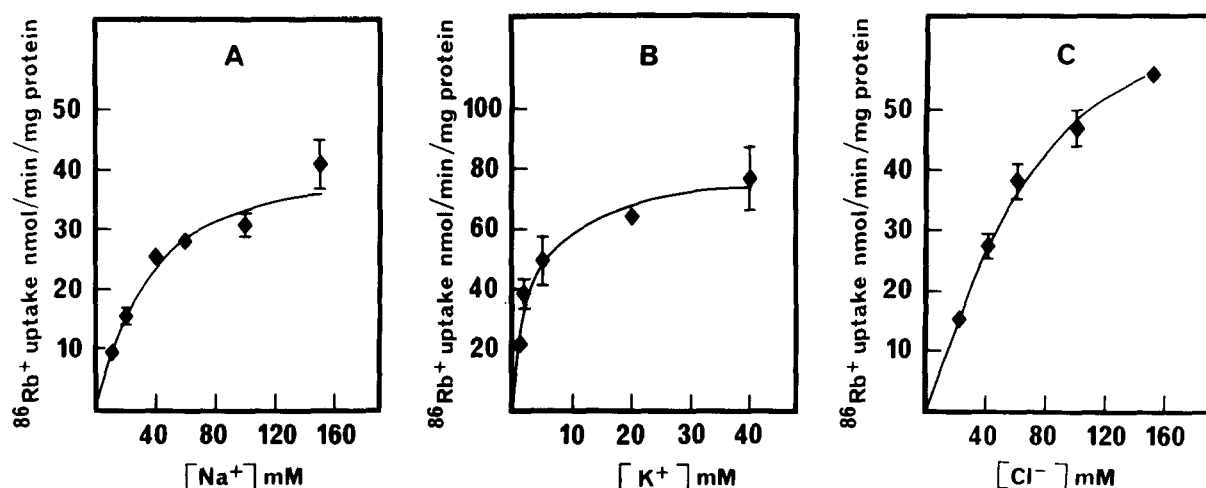 A
86Rb+ uptake nmol/min/mg protein
50
40
30
20
10
40 80 120 160
[Na+] mM
B
86Rb+ uptake nmol/min/mg protein
100
80
60
40
20
10 20 30 40
[K+] mM
C
86Rb+ uptake nmol/min/mg protein
50
40
30
20
10
40 80 120 160
[Cl−] mM